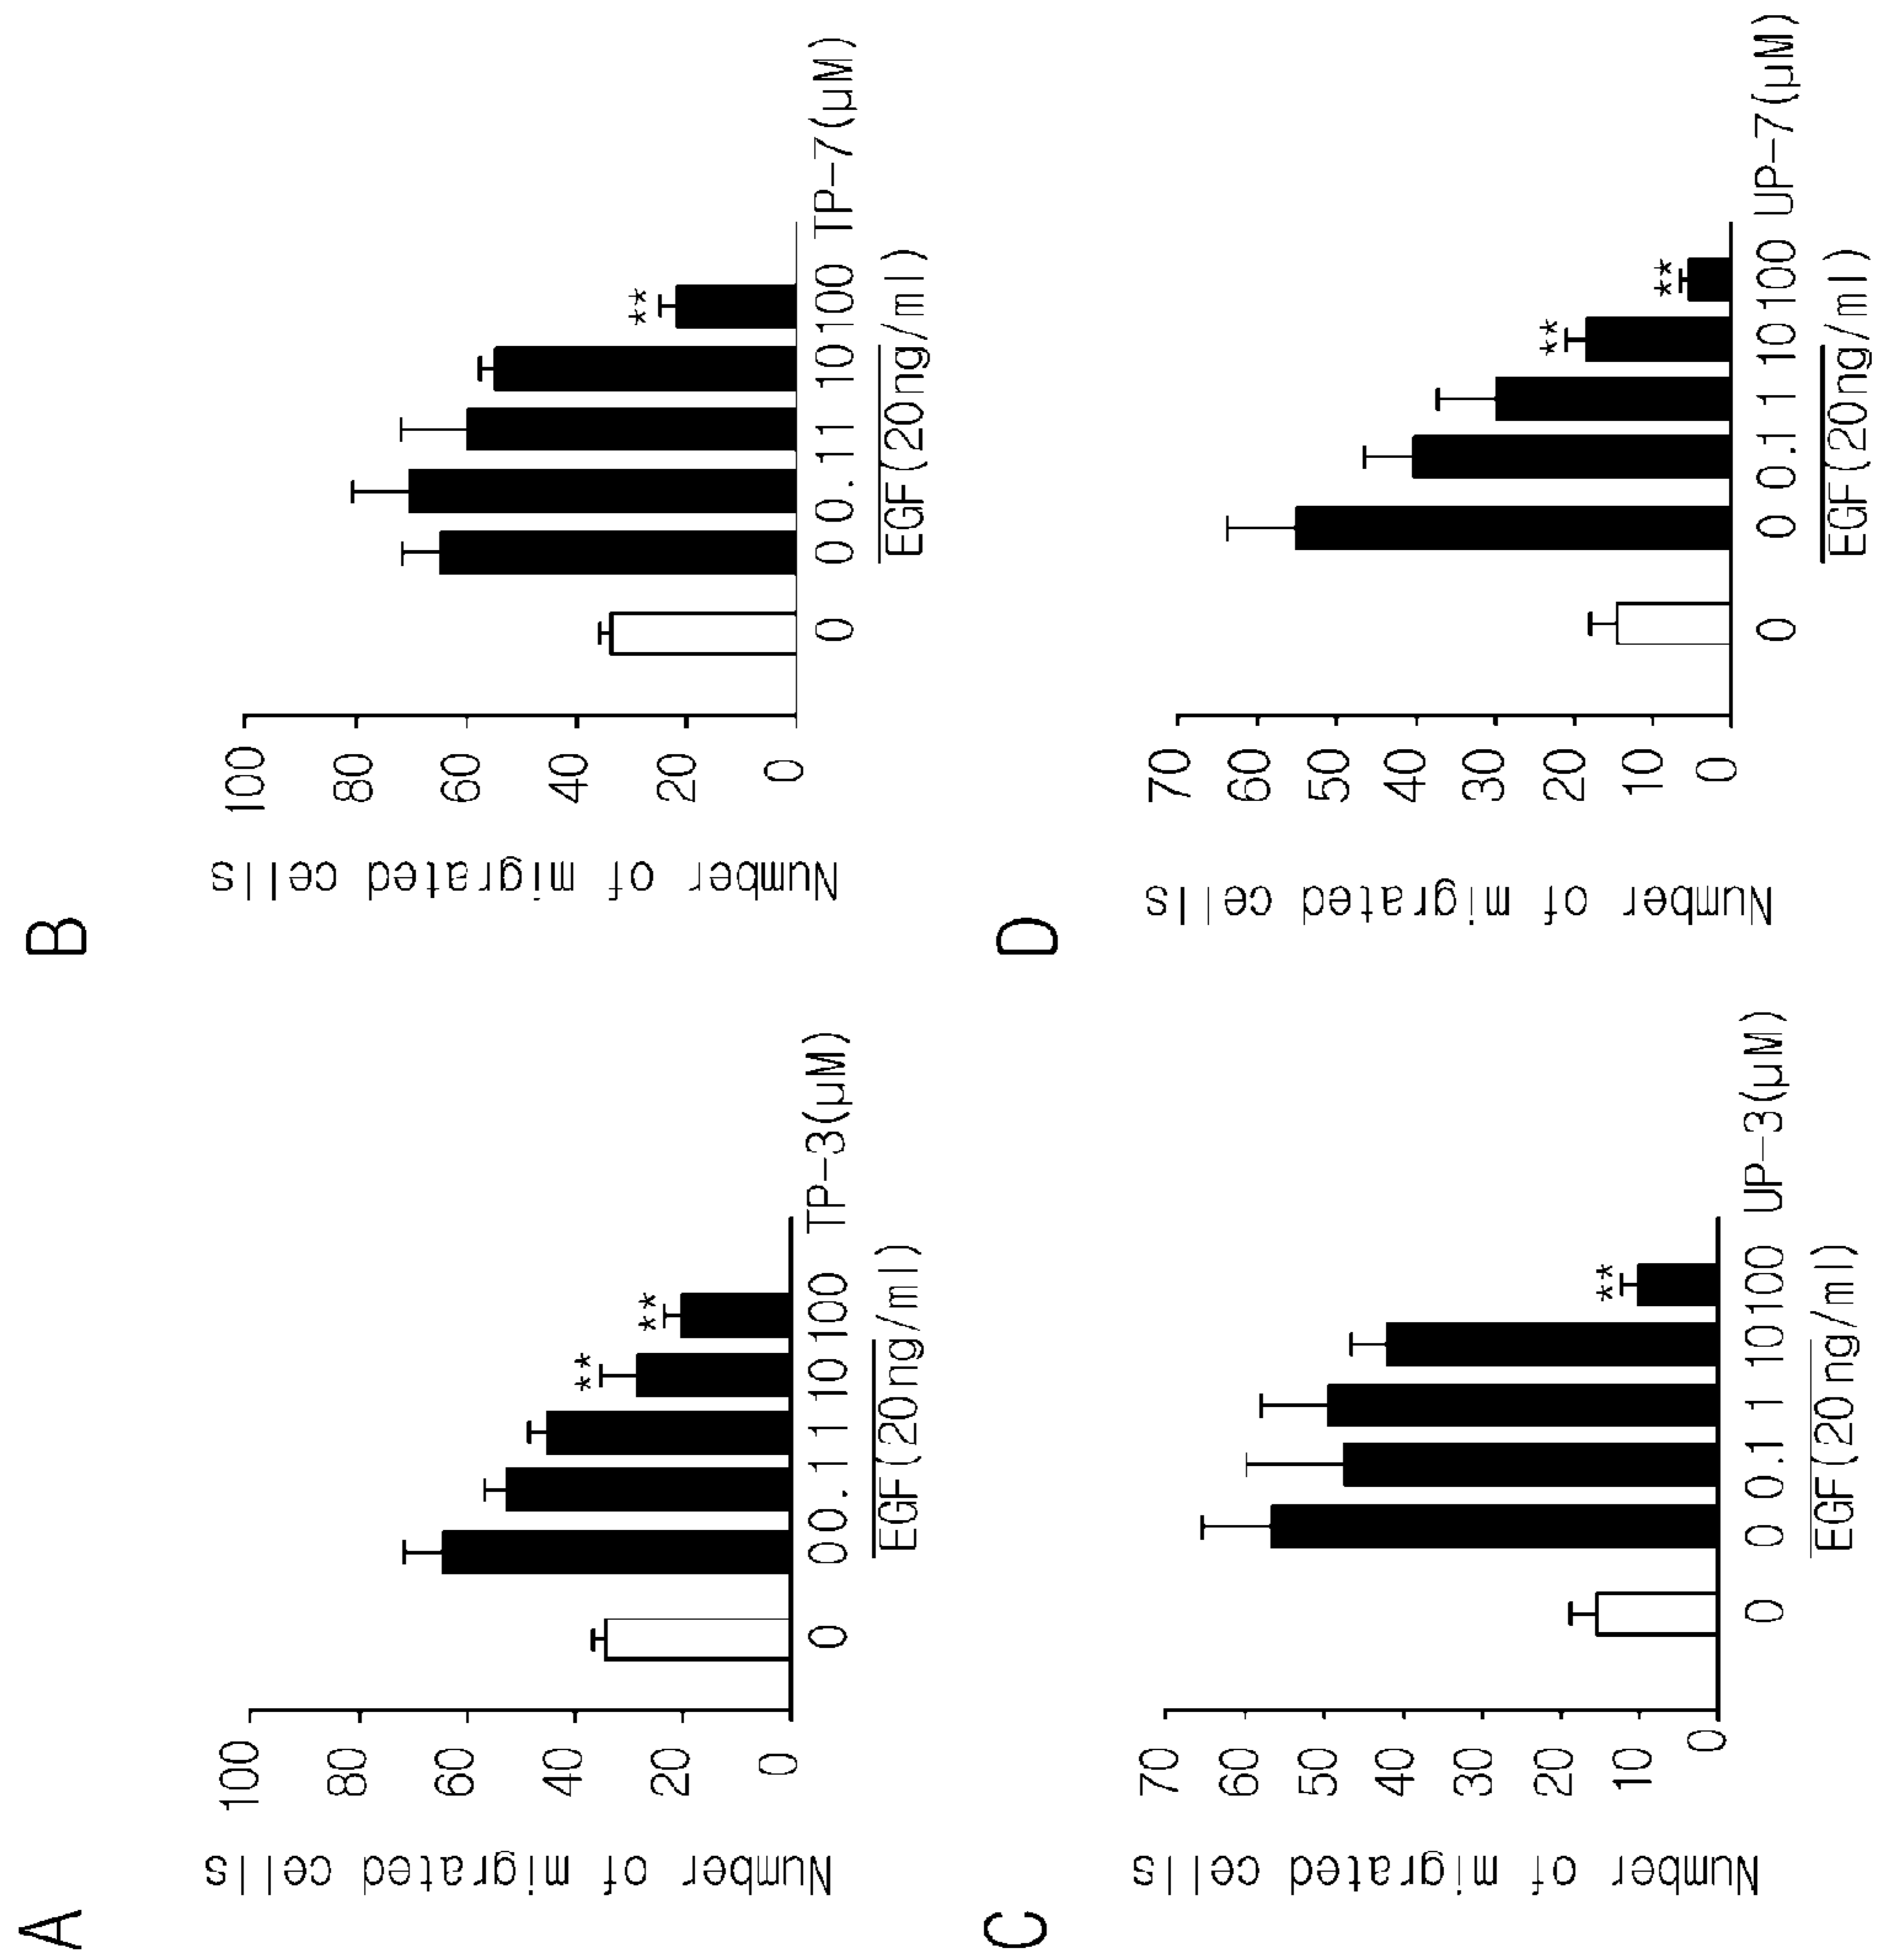 A
Number of migrated cells
100
80
60
40
20
0
**
**
0 0 0.1 1 10 100 TP-3(μM)
EGF(20ng/ml)
B
Number of migrated cells
100
80
60
40
20
0
**
0 0 0.1 1 10 100 TP-7(μM)
EGF(20ng/ml)
C
Number of migrated cells
70
60
50
40
30
20
10
0
**
0 0 0.1 1 10 100 UP-3(μM)
EGF(20ng/ml)
D
Number of migrated cells
70
60
50
40
30
20
10
0
**
**
0 0 0.1 1 10 100 UP-7(μM)
EGF(20ng/ml)